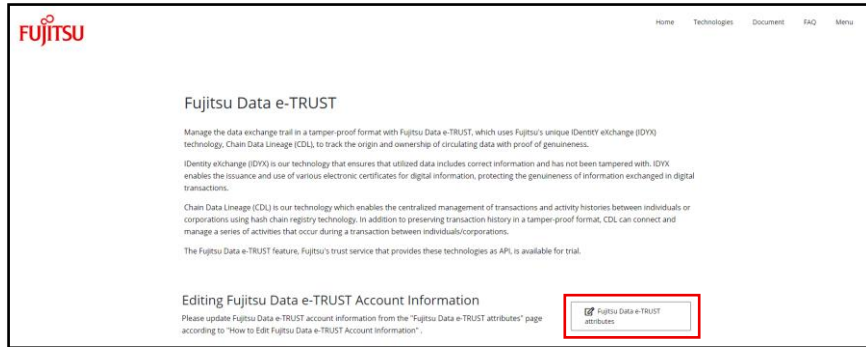 FUJITSU
Home Technologies Document FAQ Menu
Fujitsu Data e-TRUST
Manage the data exchange trail in a tamper-proof format with Fujitsu Data e-TRUST, which uses Fujitsu's unique IDentitY eXchange (IDYX)
technology, Chain Data Lineage (CDL), to track the origin and ownership of circulating data with proof of genuineness.
IDentity eXchange (IDYX) is our technology that ensures that utilized data includes correct information and has not been tampered with. IDYX
enables the issuance and use of various electronic certificates for digital information, protecting the genuineness of information exchanged in digital
transactions.
Chain Data Lineage (CDL) is our technology which enables the centralized management of transactions and activity histories between individuals or
corporations using hash chain registry technology. In addition to preserving transaction history in a tamper-proof format, CDL can connect and
manage a series of activities that occur during a transaction between individuals/corporations.
The Fujitsu Data e-TRUST feature, Fujitsu's trust service that provides these technologies as API, is available for trial.
Editing Fujitsu Data e-TRUST Account Information
Please update Fujitsu Data e-TRUST account information from the "Fujitsu Data e-TRUST attributes" page
according to "How to Edit Fujitsu Data e-TRUST Account Information" .
Fujitsu Data e-TRUST
attributes